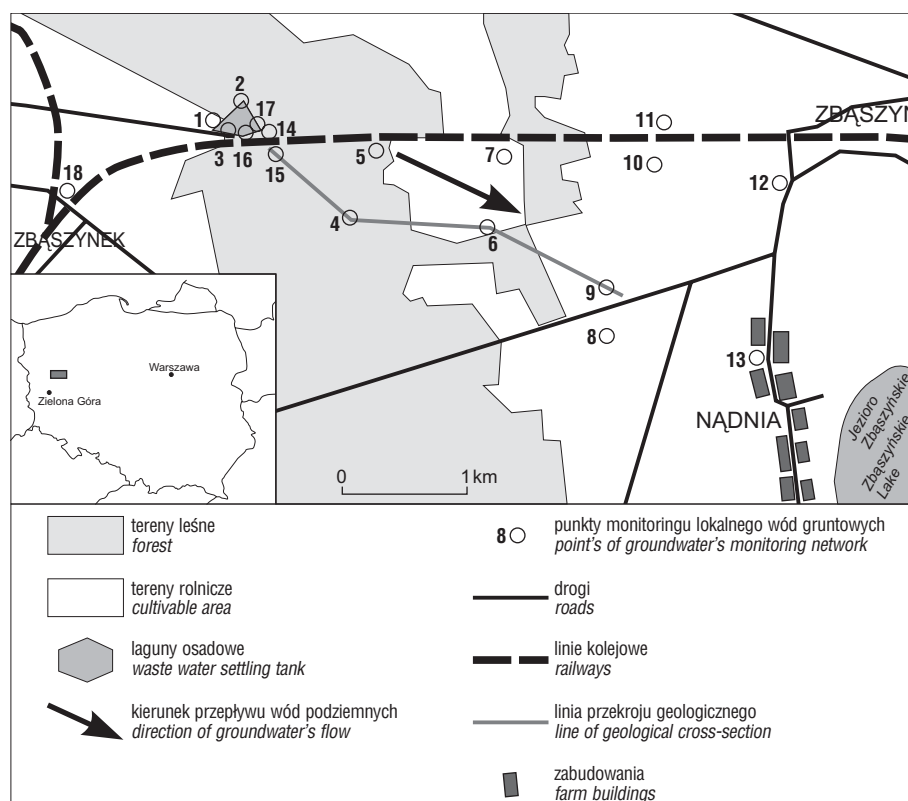 2
1
17
14
3
16
15
5
7
11
10
12
ZBĄSZYN
18
ZBĄSZYNEK
4
6
9
8
13
NĄDNIA
Jezioro
Zbąszyńskie
Zbąszyńskie
Lake
Warszawa
Zielona Góra
0 1 km
tereny leśne
forest
tereny rolnicze
cultivable area
laguny osadowe
waste water settling tank
kierunek przepływu wód podziemnych
direction of groundwater's flow
8 punkty monitoringu lokalnego wód gruntowych
point's of groundwater's monitoring network
drogi
roads
linie kolejowe
railways
linia przekroju geologicznego
line of geological cross-section
zabudowania
farm buildings